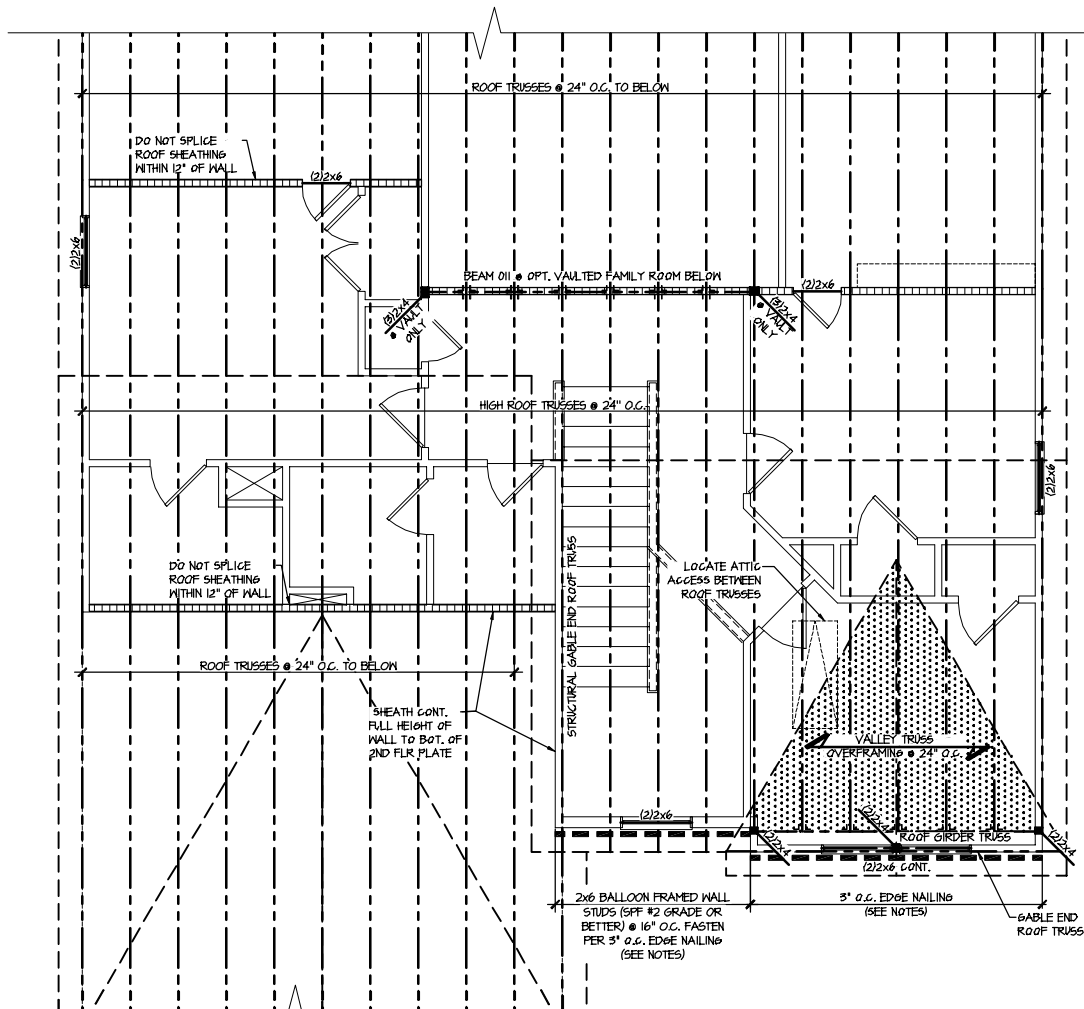 ROOF TRUSSES @ 24" O.C. TO BELOW
DO NOT SPLICE
ROOF SHEATHING
WITHIN 12" OF WALL
(2)2x6
(2)2x6
BEAM 011 @ OPT. VAULTED FAMILY ROOM BELOW
(2)2x6
(3)2x4
@ VAULT
ONLY
(3)2x4
@ VAULT
ONLY
HIGH ROOF TRUSSES @ 24" O.C.
(2)2x6
DO NOT SPLICE
ROOF SHEATHING
WITHIN 12" OF WALL
STRUCTURAL GABLE END ROOF TRUSS
LOCATE ATTIC
ACCESS BETWEEN
ROOF TRUSSES
ROOF TRUSSES @ 24" O.C. TO BELOW
SHEATH CONT.
FULL HEIGHT OF
WALL TO BOT. OF
2ND FLR PLATE
VALLEY TRUSS
OVERFRAMING @ 24" O.C.
(2)2x6
(2)2x4
(2)2x4
ROOF GIRDER TRUSS
(2)2x4
(2)2x6 CONT.
2x6 BALLOON FRAMED WALL
STUDS (SPF #2 GRADE OR
BETTER) @ 16" O.C. FASTEN
PER 3" O.C. EDGE NAILING
(SEE NOTES)
3" O.C. EDGE NAILING
(SEE NOTES)
GABLE END
ROOF TRUSS